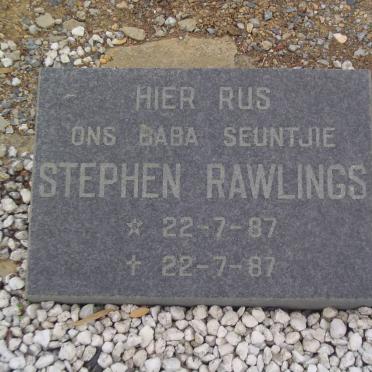 HIER RUS
ONS BABA SEUNTJIE
STEPHEN RAWLINGS
☆ 22-7-87
✝ 22-7-87